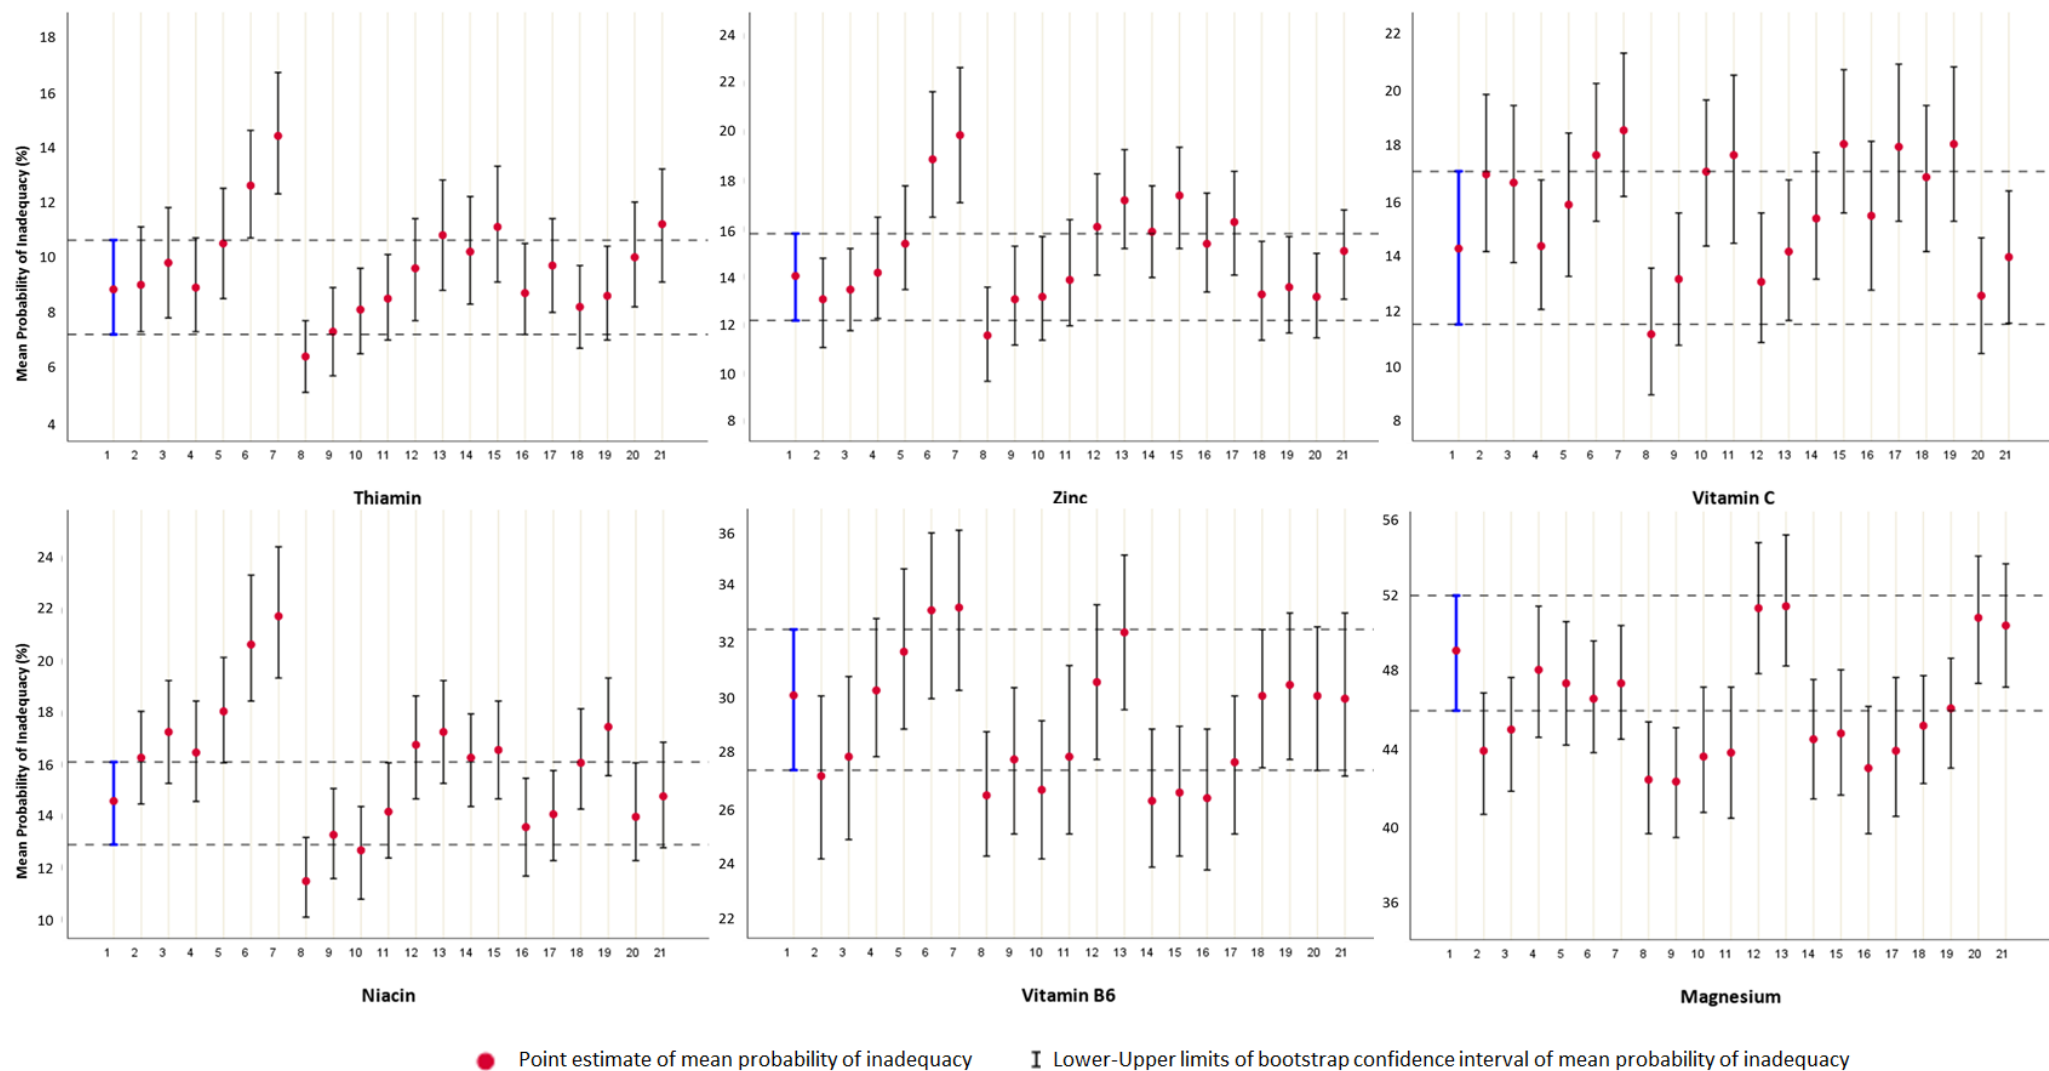 Mean Probability of Inadequacy (%)
18
16
14
12
10
8
6
4
1 2 3 4 5 6 7 8 9 10 11 12 13 14 15 16 17 18 19 20 21
Thiamin
24
22
20
18
16
14
12
10
8
1 2 3 4 5 6 7 8 9 10 11 12 13 14 15 16 17 18 19 20 21
Zinc
22
20
18
16
14
12
10
8
1 2 3 4 5 6 7 8 9 10 11 12 13 14 15 16 17 18 19 20 21
Vitamin C
Mean Probability of Inadequacy (%)
24
22
20
18
16
14
12
10
1 2 3 4 5 6 7 8 9 10 11 12 13 14 15 16 17 18 19 20 21
Niacin
36
34
32
30
28
26
24
22
1 2 3 4 5 6 7 8 9 10 11 12 13 14 15 16 17 18 19 20 21
Vitamin B6
56
52
48
44
40
36
1 2 3 4 5 6 7 8 9 10 11 12 13 14 15 16 17 18 19 20 21
Magnesium
Point estimate of mean probability of inadequacy
Lower-Upper limits of bootstrap confidence interval of mean probability of inadequacy